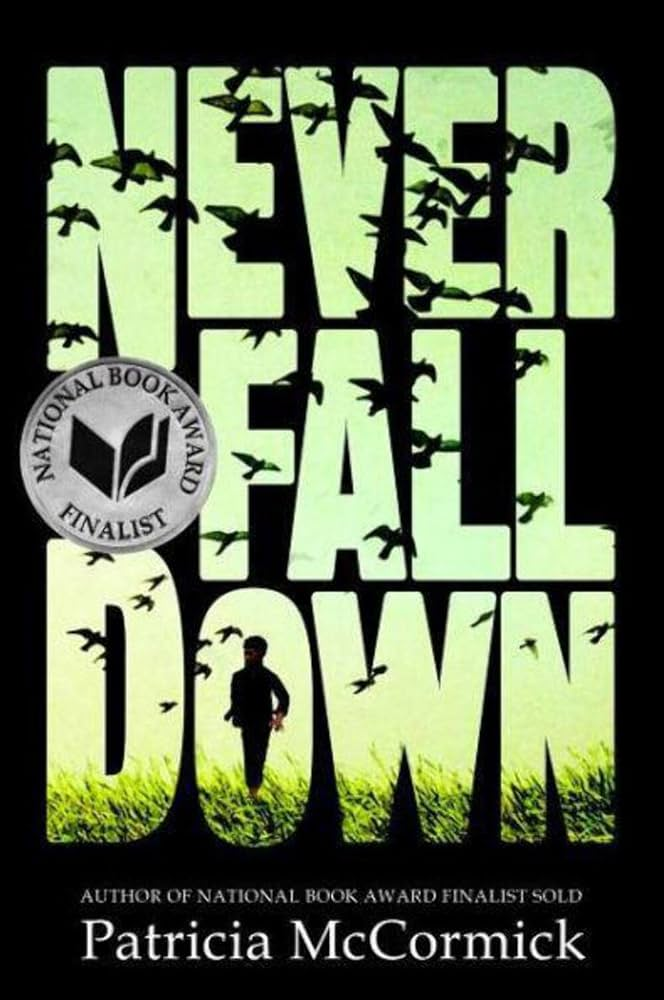 NEVER
FALL
DOWN
NATIONAL BOOK AWARD
FINALIST
AUTHOR OF NATIONAL BOOK AWARD FINALIST SOLD
Patricia McCormick